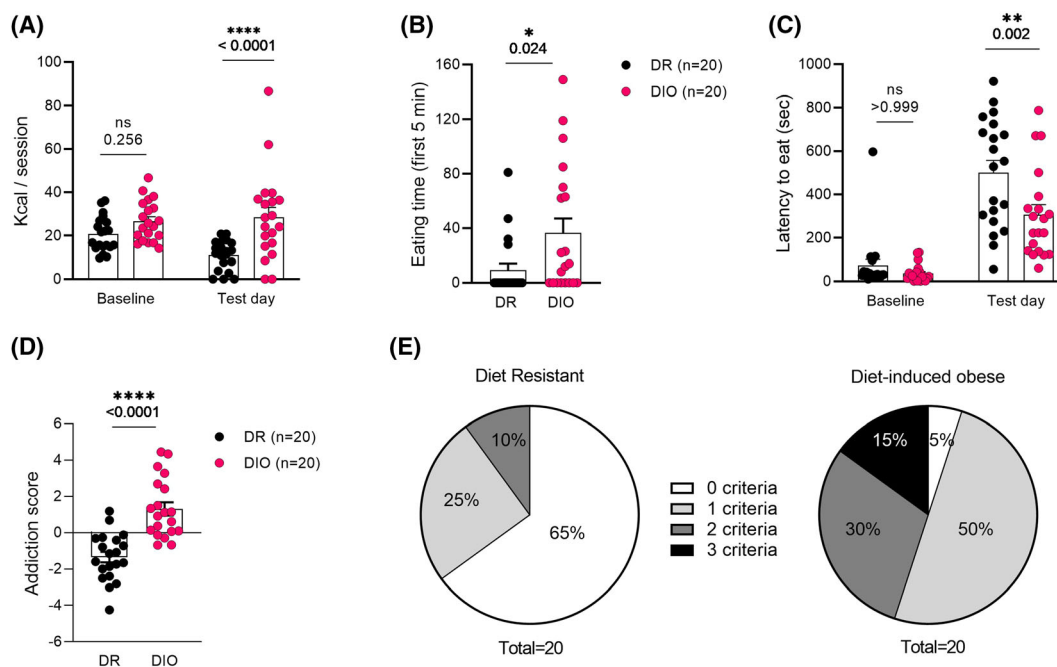 (A)
Kcal / session
100
80
60
40
20
0
ns
0.256
****
< 0.0001
Baseline
Test day
(B)
Eating time (first 5 min)
160
120
80
40
0
*
0.024
DR
DIO
DR (n=20)
DIO (n=20)
(C)
Latency to eat (sec)
1000
800
600
400
200
0
ns
>0.999
**
0.002
Baseline
Test day
(D)
Addiction score
6
4
2
0
-2
-4
-6
****
<0.0001
DR
DIO
DR (n=20)
DIO (n=20)
(E)
Diet Resistant
10%
25%
65%
Total=20
0 criteria
1 criteria
2 criteria
3 criteria
Diet-induced obese
15%
5%
30%
50%
Total=20